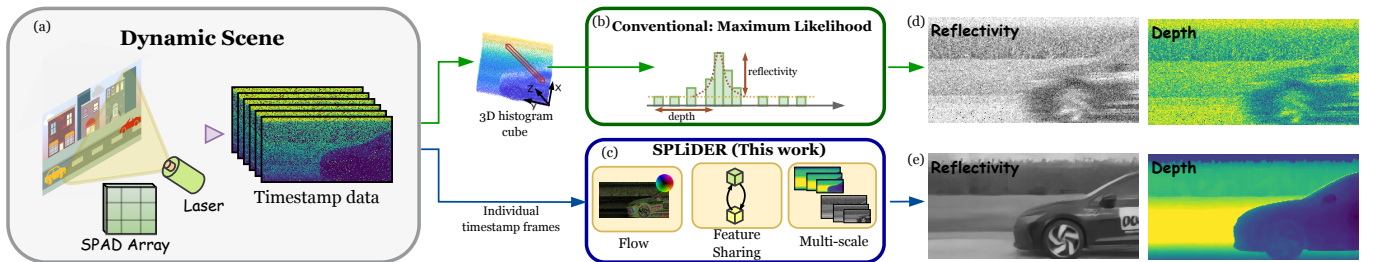 (a)
Dynamic Scene
Laser
SPAD Array
Timestamp data
Z
X
y
3D histogram
cube
Individual
timestamp frames
(b)
Conventional: Maximum Likelihood
reflectivity
depth
(c)
SPLiDER (This work)
Flow
Feature
Sharing
Multi-scale
(d)
Reflectivity
Depth
(e)
Reflectivity
Depth